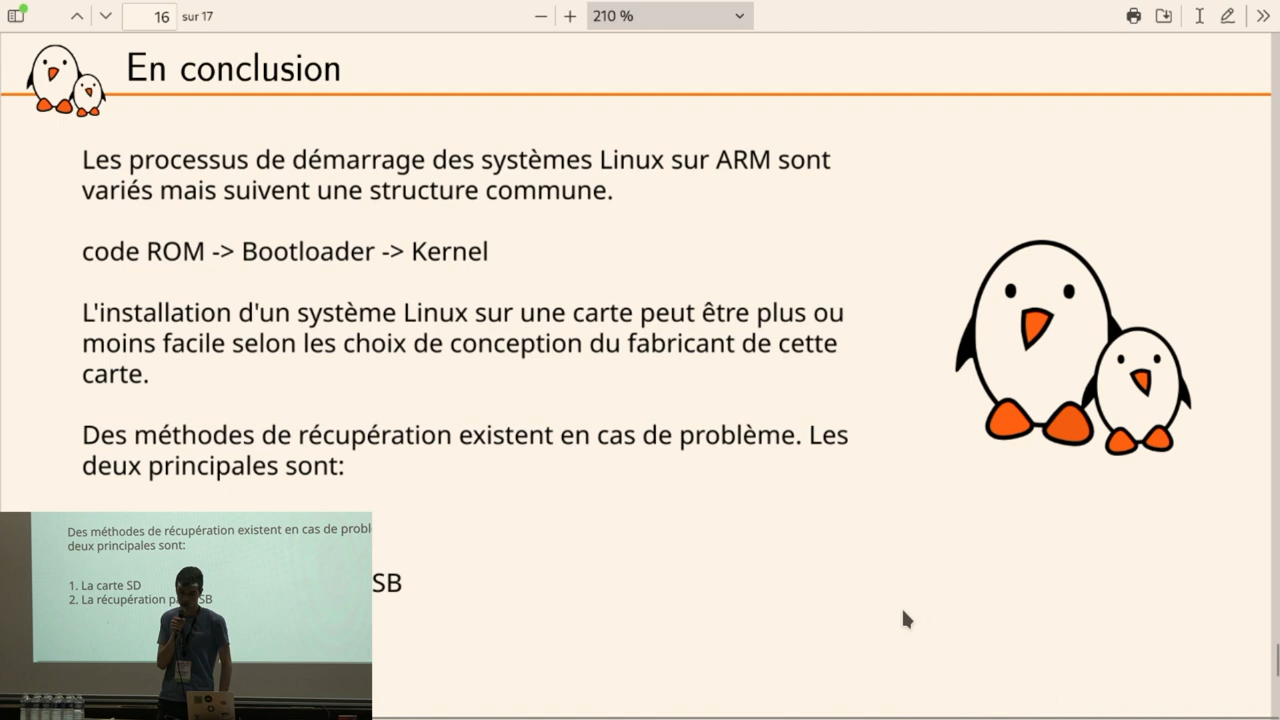 16 sur 17
210 %
En conclusion
Les processus de démarrage des systèmes Linux sur ARM sont
variés mais suivent une structure commune.
code ROM -> Bootloader -> Kernel
L'installation d'un système Linux sur une carte peut être plus ou
moins facile selon les choix de conception du fabricant de cette
carte.
Des méthodes de récupération existent en cas de problème. Les
deux principales sont:
SB
Des méthodes de récupération existent en cas de probl
deux principales sont:
1. La carte SD
2. La récupération p SB